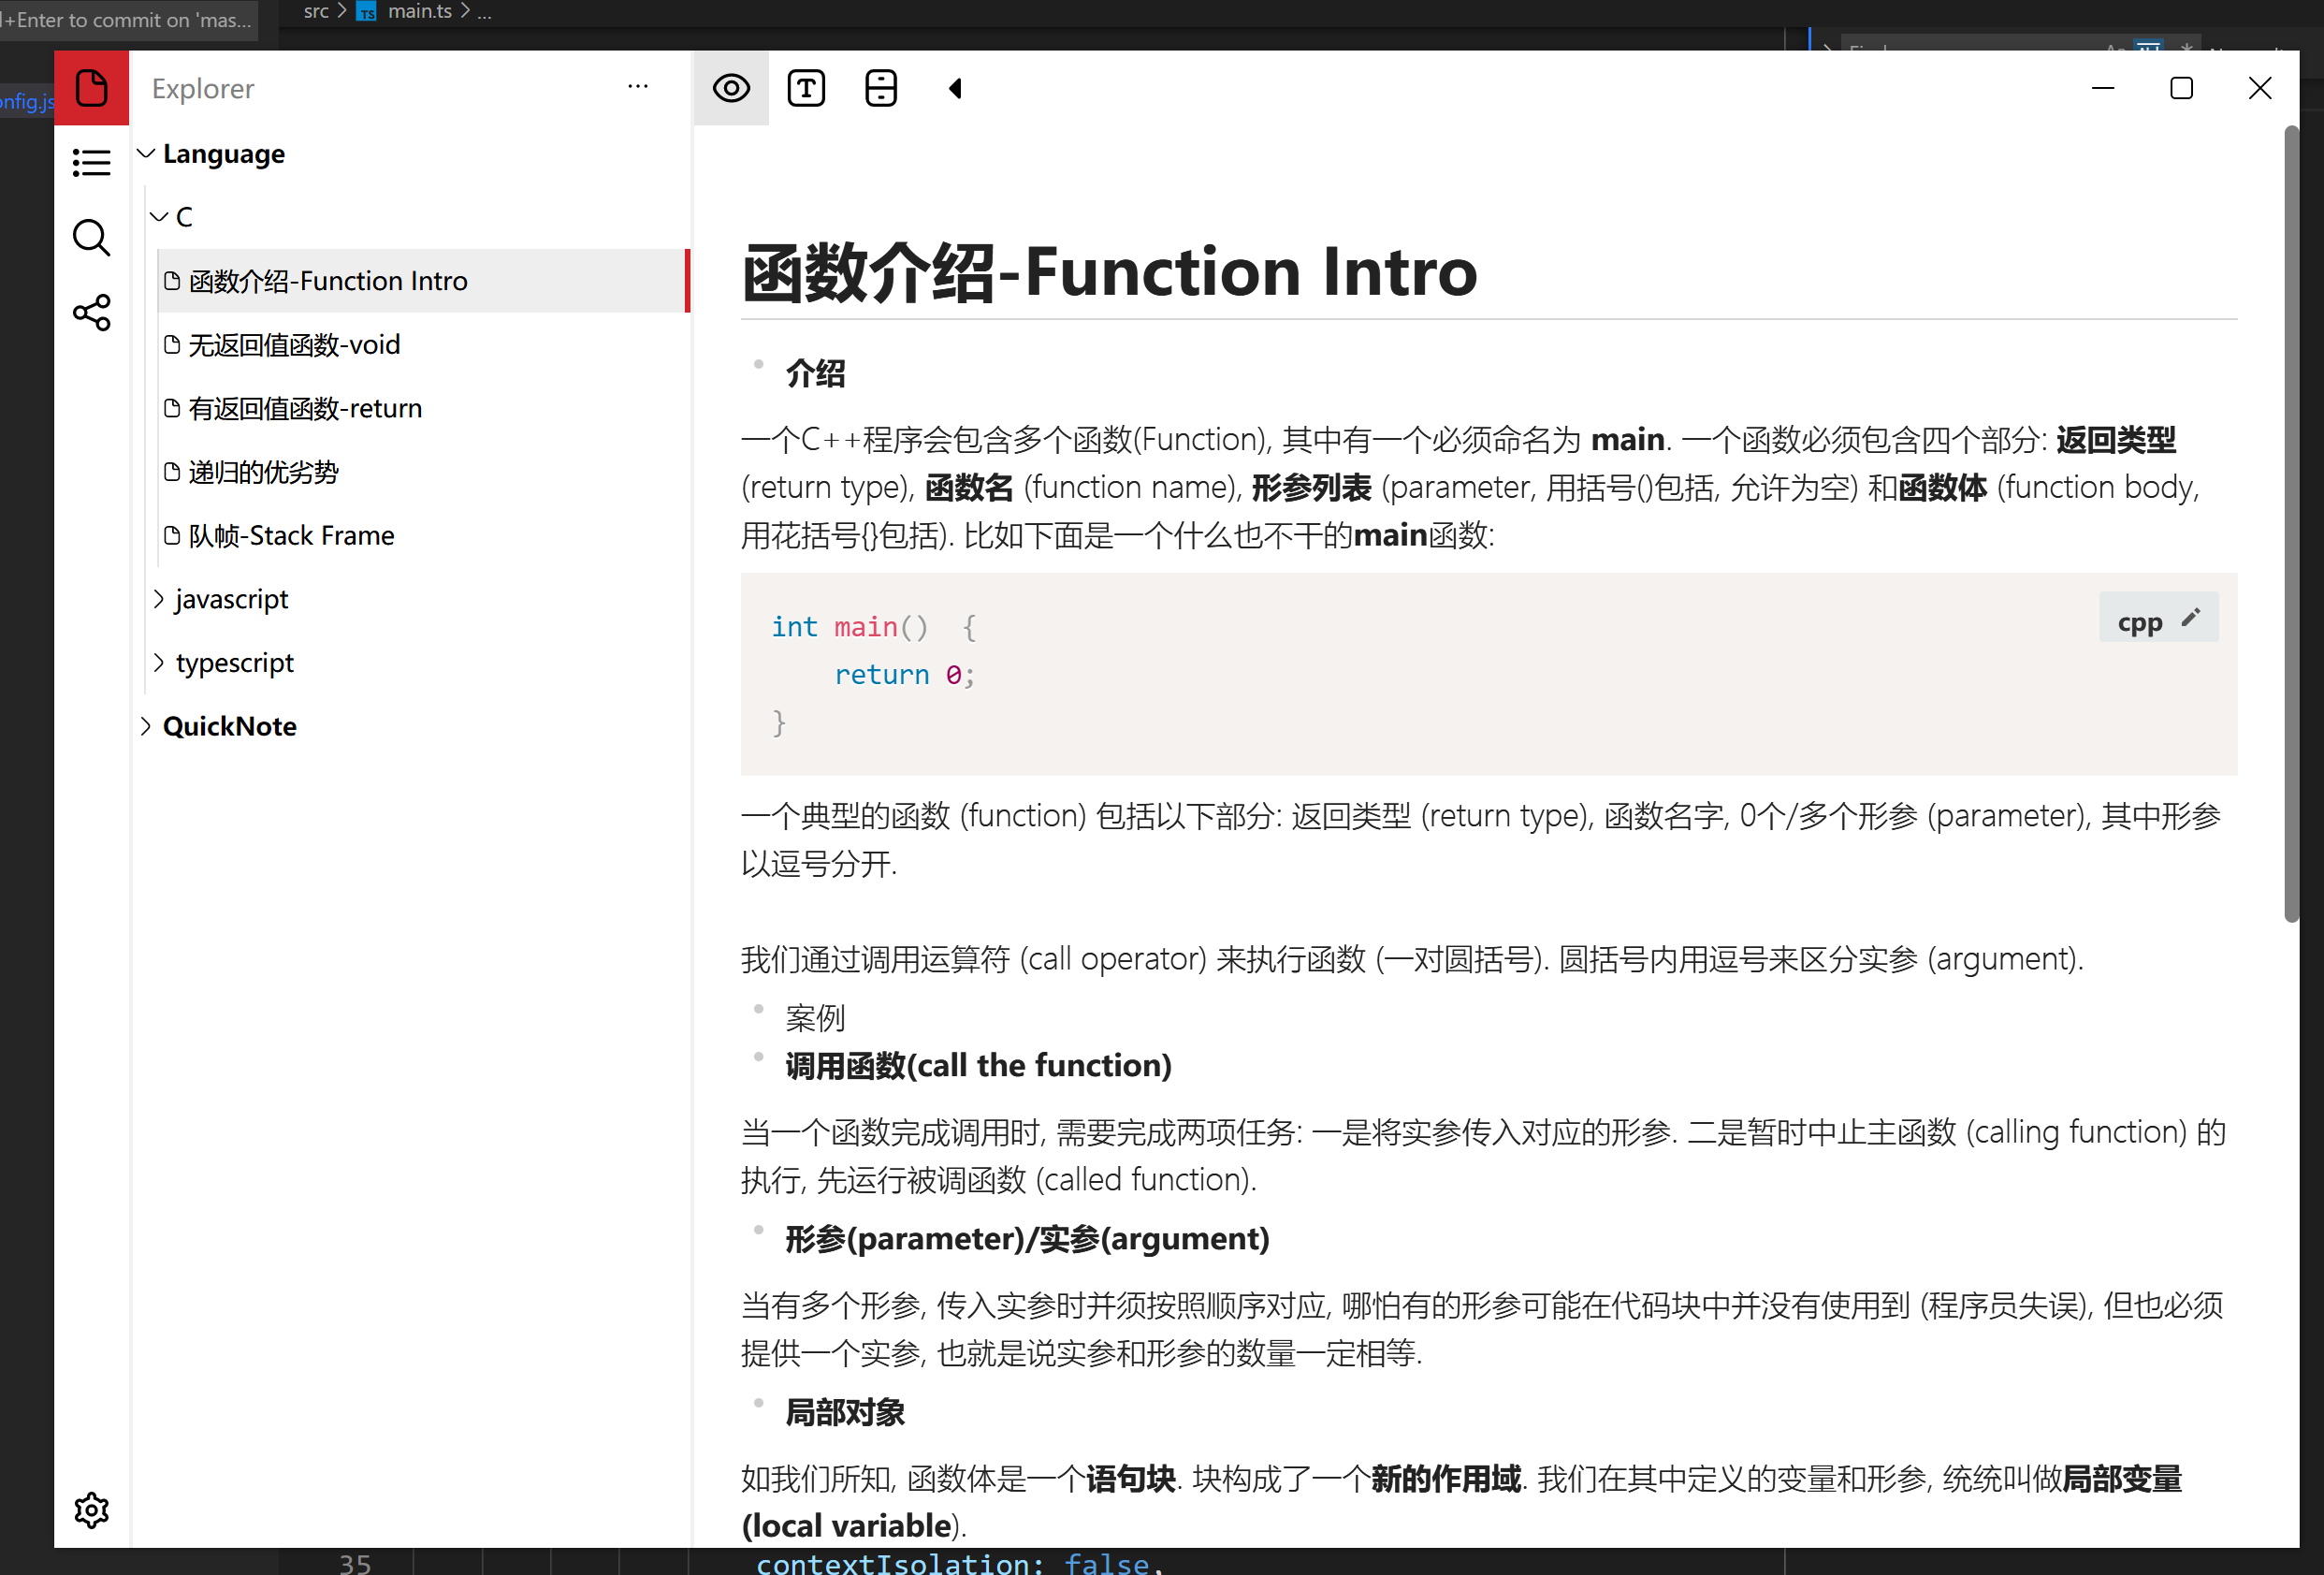 +Enter to commit on 'mas...
src > TS main.ts > ...
onfig.js
Explorer
...
Language
C
函数介绍-Function Intro
无返回值函数-void
有返回值函数-return
递归的优劣势
队帧-Stack Frame
javascript
typescript
QuickNote
函数介绍-Function Intro
介绍
一个C++程序会包含多个函数(Function), 其中有一个必须命名为 main. 一个函数必须包含四个部分: 返回类型
(return type), 函数名 (function name), 形参列表 (parameter, 用括号()包括, 允许为空) 和函数体 (function body,
用花括号{}包括). 比如下面是一个什么也不干的main函数:
cpp
int main()  {
    return 0;
}
一个典型的函数 (function) 包括以下部分: 返回类型 (return type), 函数名字, 0个/多个形参 (parameter), 其中形参
以逗号分开.
我们通过调用运算符 (call operator) 来执行函数 (一对圆括号). 圆括号内用逗号来区分实参 (argument).
案例
调用函数(call the function)
当一个函数完成调用时, 需要完成两项任务: 一是将实参传入对应的形参. 二是暂时中止主函数 (calling function) 的
执行, 先运行被调函数 (called function).
形参(parameter)/实参(argument)
当有多个形参, 传入实参时并须按照顺序对应, 哪怕有的形参可能在代码块中并没有使用到 (程序员失误), 但也必须
提供一个实参, 也就是说实参和形参的数量一定相等.
局部对象
如我们所知, 函数体是一个语句块. 块构成了一个新的作用域. 我们在其中定义的变量和形参, 统统叫做局部变量
(local variable).
35 contextIsolation: false,